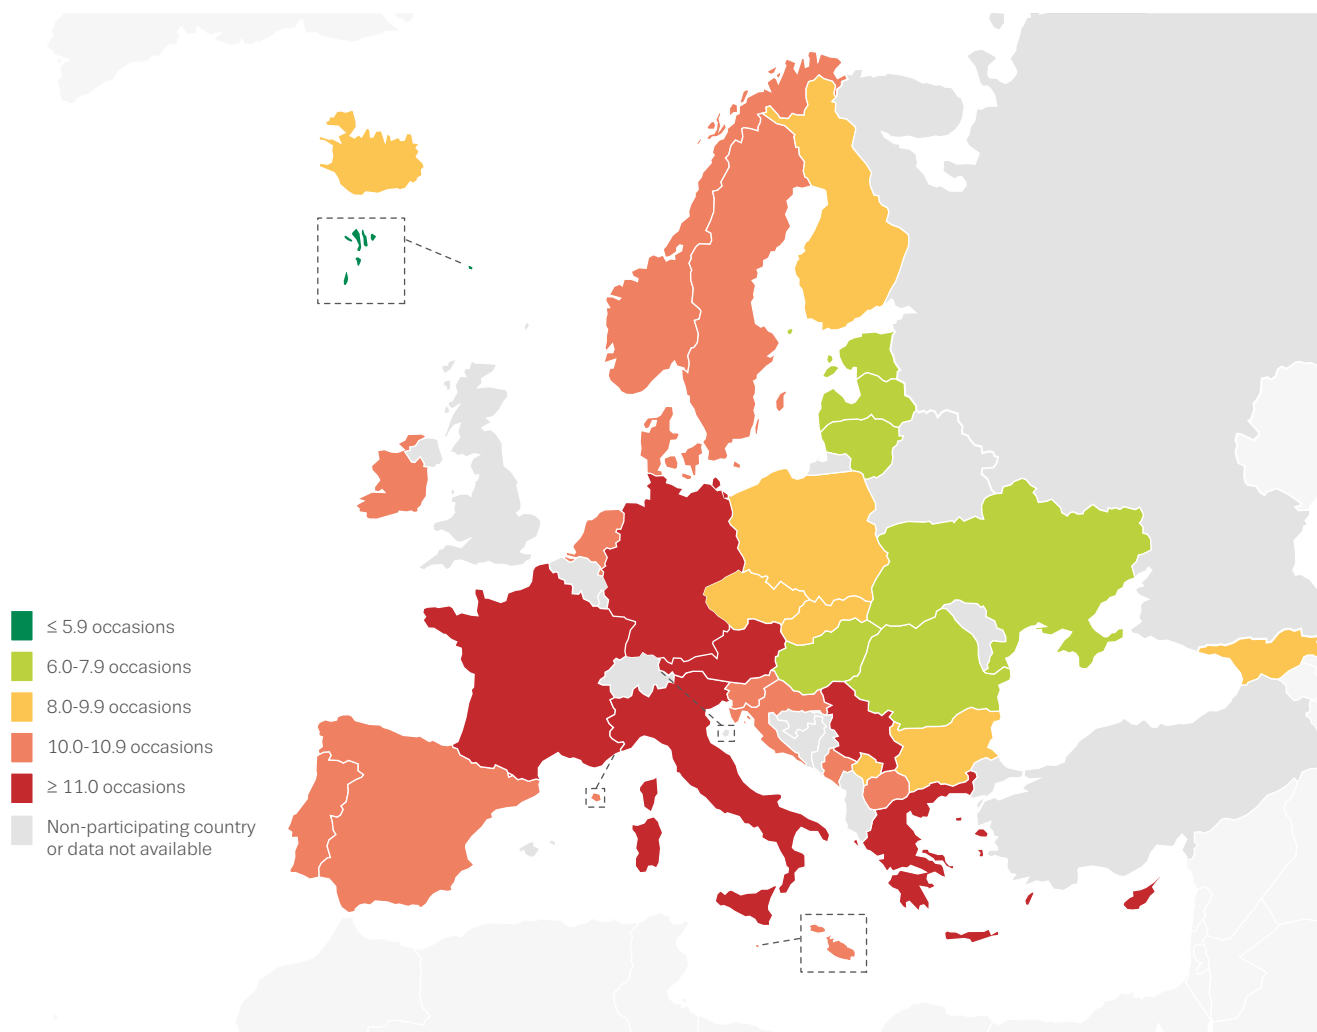 ≤ 5.9 occasions
6.0-7.9 occasions
8.0-9.9 occasions
10.0-10.9 occasions
≥ 11.0 occasions
Non-participating country
or data not available